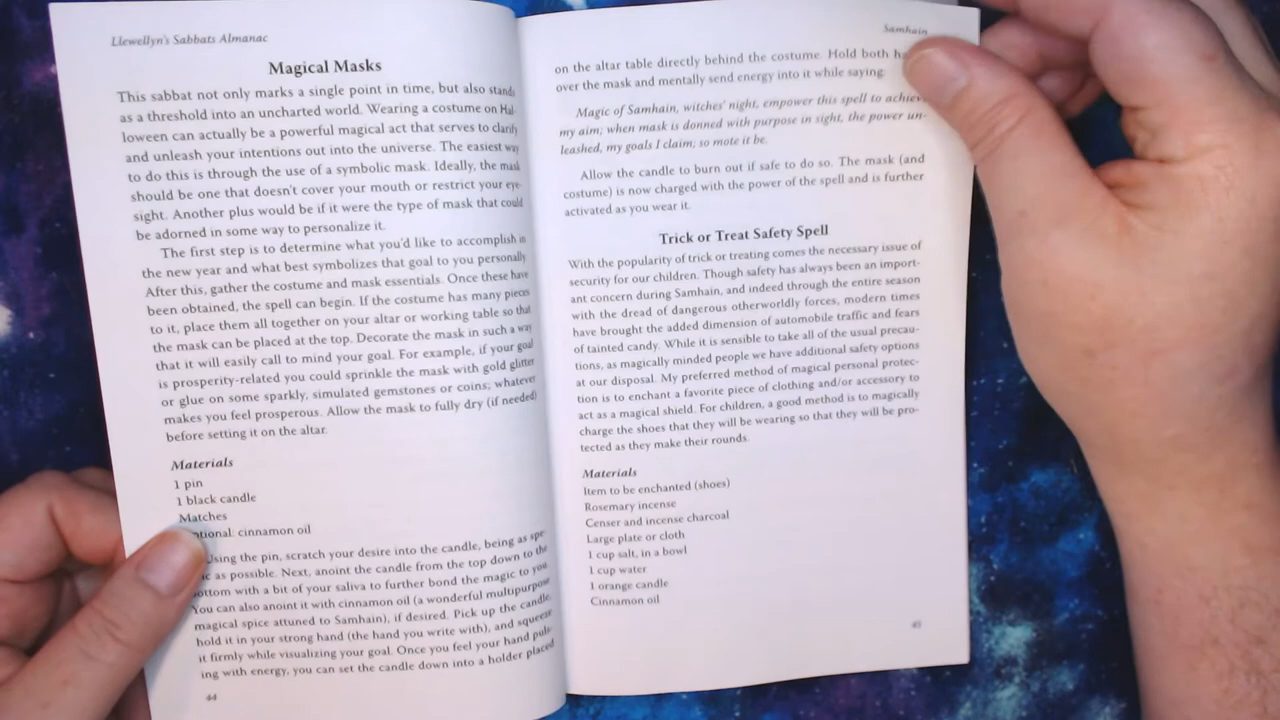 Llewellyn's Sabbats Almanac
Magical Masks
This sabbat not only marks a single point in time, but also stands
as a threshold into an uncharted world. Wearing a costume on Hal-
loween can actually be a powerful magical act that serves to clarify
and unleash your intentions out into the universe. The easiest way
to do this is through the use of a symbolic mask. Ideally, the mask
should be one that doesn't cover your mouth or restrict your eye-
sight. Another plus would be if it were the type of mask that could
be adorned in some way to personalize it.
The first step is to determine what you'd like to accomplish in
the new year and what best symbolizes that goal to you personally
After this, gather the costume and mask essentials. Once these have
been obtained, the spell can begin. If the costume has many pieces
to it, place them all together on your altar or working table so that
the mask can be placed at the top. Decorate the mask in such a way
that it will easily call to mind your goal. For example, if your goal
is prosperity-related you could sprinkle the mask with gold glitter
or glue on some sparkly, simulated gemstones or coins; whatever
makes you feel prosperous. Allow the mask to fully dry (if needed)
before setting it on the altar.
Materials
1 pin
1 black candle
Matches
tional: cinnamon oil
Using the pin, scratch your desire into the candle, being as spe-
ic as possible. Next, anoint the candle from the top down to the
ottom with a bit of your saliva to further bond the magic to you.
You can also anoint it with cinnamon oil (a wonderful multipurpose
magical spice attuned to Samhain), if desired. Pick up the candle,
hold it in your strong hand (the hand you write with), and squeeze
it firmly while visualizing your goal. Once you feel your hand puls-
ing with energy, you can set the candle down into a holder placed
44
Samhain
on the altar table directly behind the costume. Hold both
over the mask and mentally send energy into it while saying:
Magic of Samhain, witches' night, empower this spell to achieve
my aim; when mask is donned with purpose in sight, the power un-
leashed, my goals I claim; so mote it be.
Allow the candle to burn out if safe to do so. The mask (and
costume) is now charged with the power of the spell and is further
activated as you wear it.
Trick or Treat Safety Spell
With the popularity of trick or treating comes the necessary issue of
security for our children. Though safety has always been an import-
ant concern during Samhain, and indeed through the entire season
with the dread of dangerous otherworldly forces, modern times
have brought the added dimension of automobile traffic and fears
of tainted candy. While it is sensible to take all of the usual precau-
tions, as magically minded people we have additional safety options
at our disposal. My preferred method of magical personal protec-
tion is to enchant a favorite piece of clothing and/or accessory to
act as a magical shield. For children, a good method is to magically
charge the shoes that they will be wearing so that they will be pro-
tected as they make their rounds.
Materials
Item to be enchanted (shoes)
Rosemary incense
Censer and incense charcoal
Large plate or cloth
1 cup salt, in a bowl
1 cup water
1 orange candle
Cinnamon oil
45